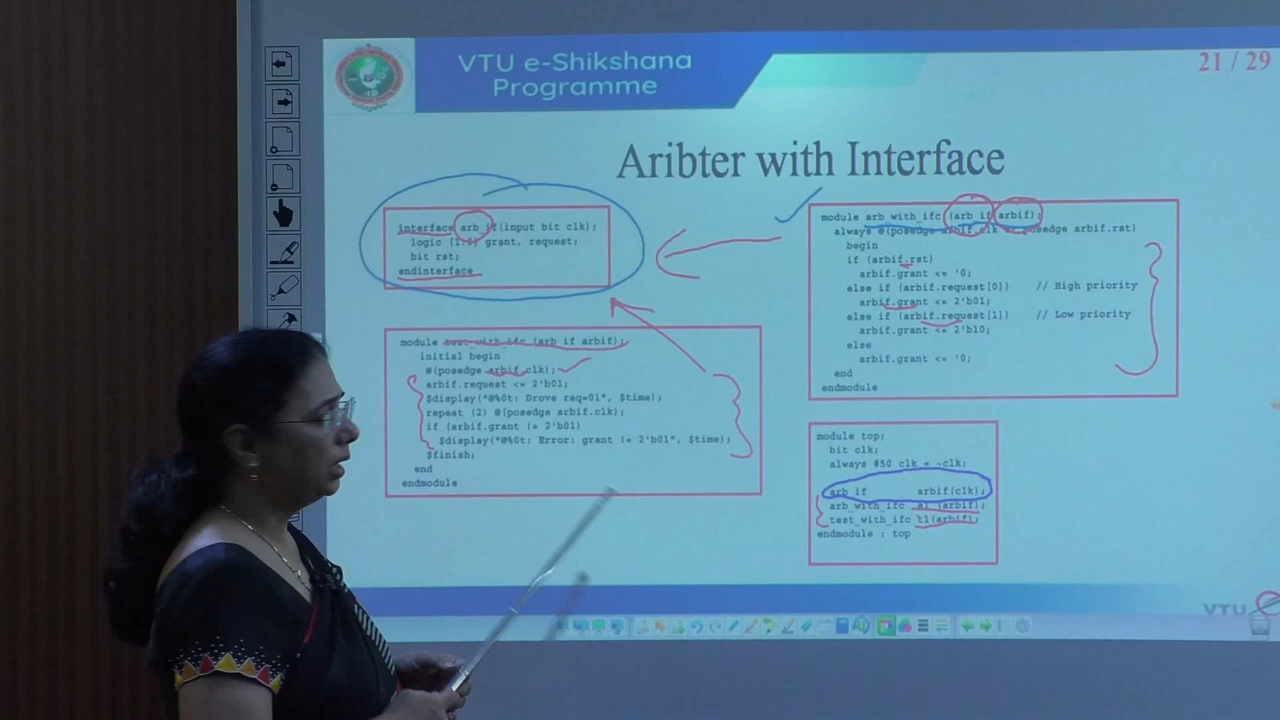 VTU e-Shikshana
Programme
21 / 29
Aribter with Interface
interface arb_if(input bit clk);
logic [1:0] grant, request;
bit rst;
endinterface
module arb_with_ifc (arb_if arbif);
always @(posedge arbif.clk or posedge arbif.rst)
begin
if (arbif.rst)
arbif.grant <= '0;
else if (arbif.request[0]) // High priority
arbif.grant <= 2'b01;
else if (arbif.request[1]) // Low priority
arbif.grant <= 2'b10;
else
arbif.grant <= '0;
end
endmodule
module test_with_ifc (arb_if arbif);
initial begin
@(posedge arbif.clk);
arbif.request <= 2'b01;
$display("@%0t: Drove req=01", $time);
repeat (2) @(posedge arbif.clk);
if (arbif.grant != 2'b01)
$display("@%0t: Error: grant != 2'b01", $time);
$finish;
end
endmodule
module top;
bit clk;
always #50 clk = ~clk;
arb_if arbif(clk);
arb_with_ifc a1 (arbif);
test_with_ifc t1(arbif);
endmodule : top
VTU